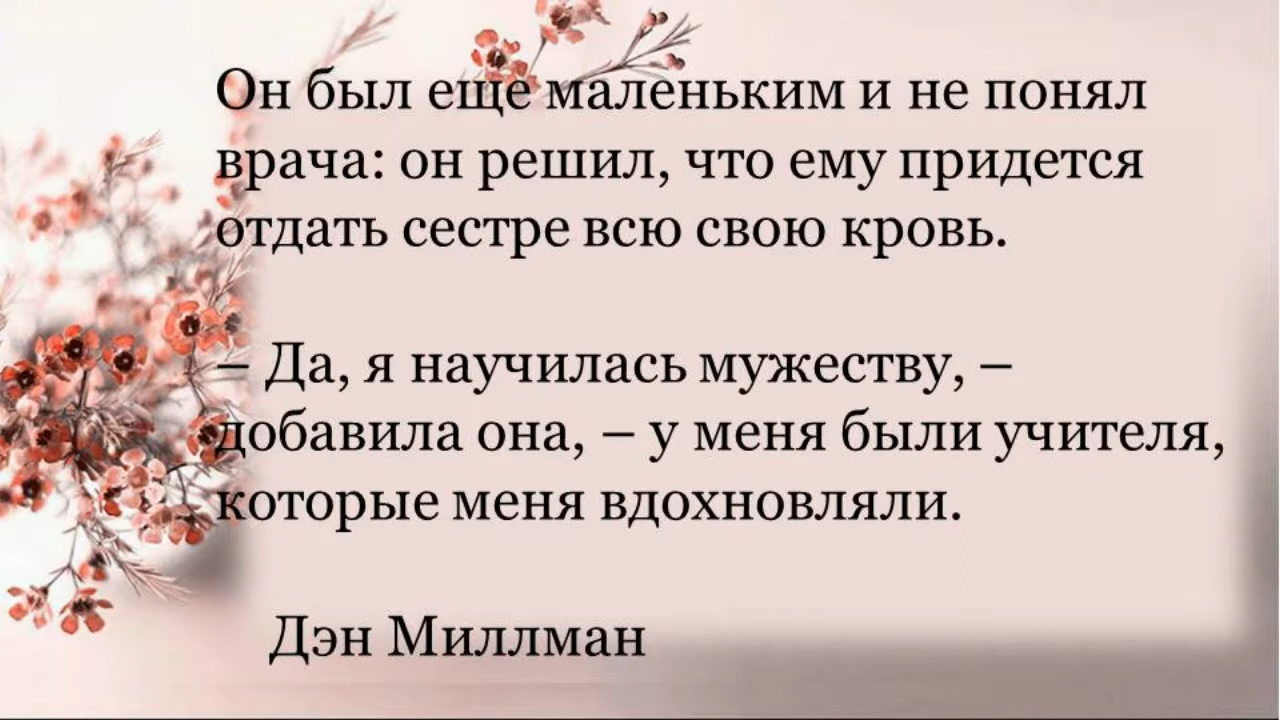 Он был еще маленьким и не понял
врача: он решил, что ему придется
отдать сестре всю свою кровь.
– Да, я научилась мужеству, –
добавила она, – у меня были учителя,
которые меня вдохновляли.
Дэн Миллман